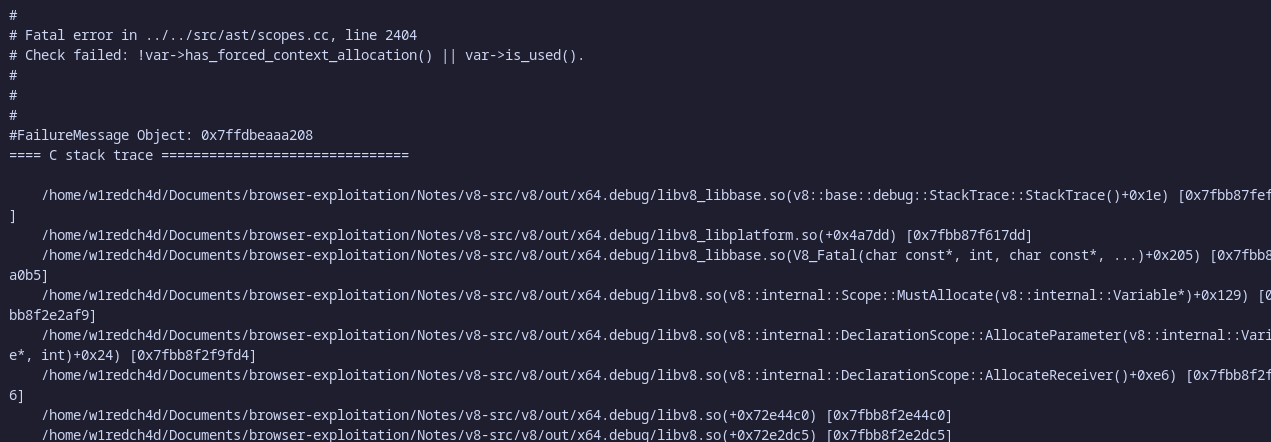 #
# Fatal error in ../../src/ast/scopes.cc, line 2404
# Check failed: !var->has_forced_context_allocation() || var->is_used().
#
#
#
#FailureMessage Object: 0x7ffdbeaaa208
==== C stack trace ===============================
/home/w1redch4d/Documents/browser-exploitation/Notes/v8-src/v8/out/x64.debug/libv8_libbase.so(v8::base::debug::StackTrace::StackTrace()+0x1e) [0x7fbb87fef
]
/home/w1redch4d/Documents/browser-exploitation/Notes/v8-src/v8/out/x64.debug/libv8_libplatform.so(+0x4a7dd) [0x7fbb87f617dd]
/home/w1redch4d/Documents/browser-exploitation/Notes/v8-src/v8/out/x64.debug/libv8_libbase.so(V8_Fatal(char const*, int, char const*, ...)+0x205) [0x7fbb8
a0b5]
/home/w1redch4d/Documents/browser-exploitation/Notes/v8-src/v8/out/x64.debug/libv8.so(v8::internal::Scope::MustAllocate(v8::internal::Variable*)+0x129) [0
bb8f2e2af9]
/home/w1redch4d/Documents/browser-exploitation/Notes/v8-src/v8/out/x64.debug/libv8.so(v8::internal::DeclarationScope::AllocateParameter(v8::internal::Vari
e*, int)+0x24) [0x7fbb8f2f9fd4]
/home/w1redch4d/Documents/browser-exploitation/Notes/v8-src/v8/out/x64.debug/libv8.so(v8::internal::DeclarationScope::AllocateReceiver()+0xe6) [0x7fbb8f2f
6]
/home/w1redch4d/Documents/browser-exploitation/Notes/v8-src/v8/out/x64.debug/libv8.so(+0x72e44c0) [0x7fbb8f2e44c0]
/home/w1redch4d/Documents/browser-exploitation/Notes/v8-src/v8/out/x64.debug/libv8.so(+0x72e2dc5) [0x7fbb8f2e2dc5]